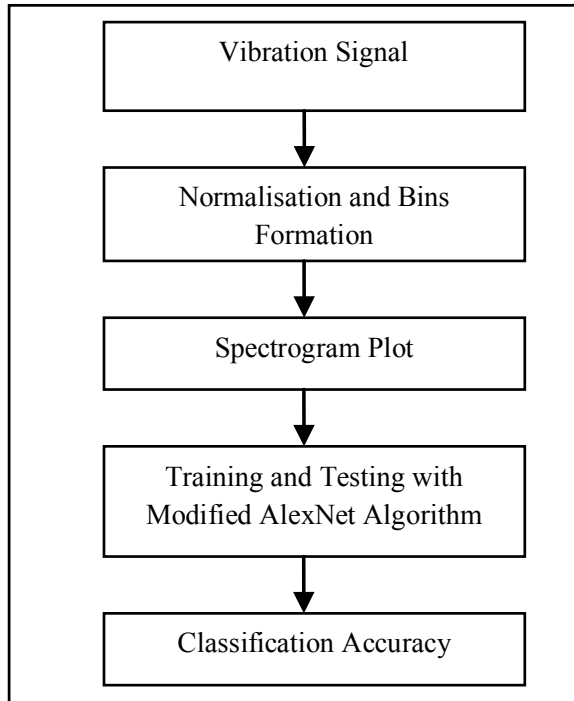 Vibration Signal
Normalisation and Bins
Formation
Spectrogram Plot
Training and Testing with
Modified AlexNet Algorithm
Classification Accuracy